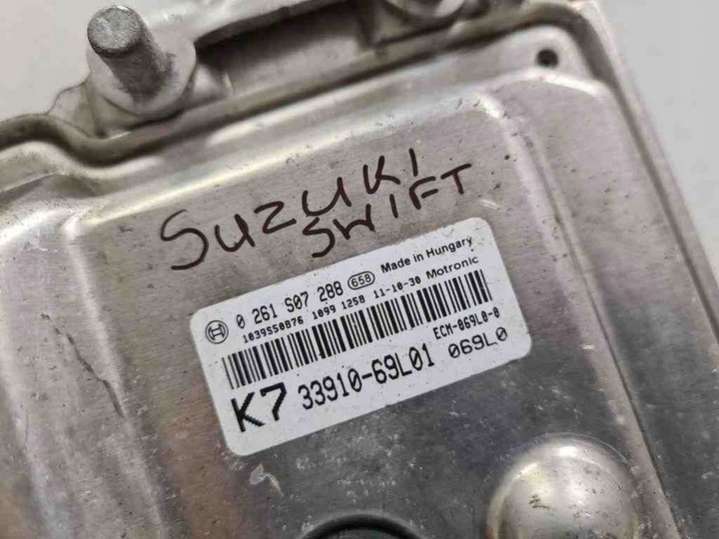 SUZUKI
SWIFT
0 261 S07 288 658 Made in Hungary
1039S50876 1099 1258 11-10-30 Motronic
ECM-069L0-0
K7 33910-69L01 069L0